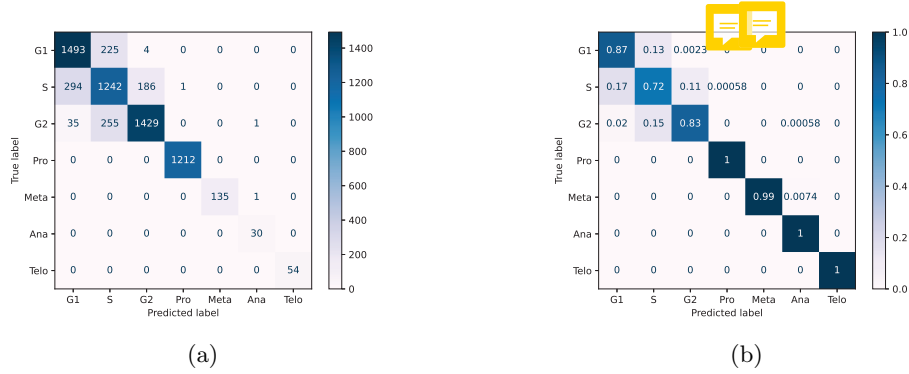 G1 1493 225 4 0 0 0 0
S 294 1242 186 1 0 0 0
G2 35 255 1429 0 0 1 0
Pro 0 0 0 1212 0 0 0
Meta 0 0 0 0 135 1 0
Ana 0 0 0 0 0 30 0
Telo 0 0 0 0 0 0 54
G1 S G2 Pro Meta Ana Telo
True label
Predicted label
1400
1200
1000
800
600
400
200
0
(a)
G1 0.87 0.13 0.0023 0 0 0 0
S 0.17 0.72 0.11 0.00058 0 0 0
G2 0.02 0.15 0.83 0 0 0.00058 0
Pro 0 0 0 1 0 0 0
Meta 0 0 0 0 0.99 0.0074 0
Ana 0 0 0 0 0 1 0
Telo 0 0 0 0 0 0 1
G1 S G2 Pro Meta Ana Telo
True label
Predicted label
1.0
0.8
0.6
0.4
0.2
0.0
(b)